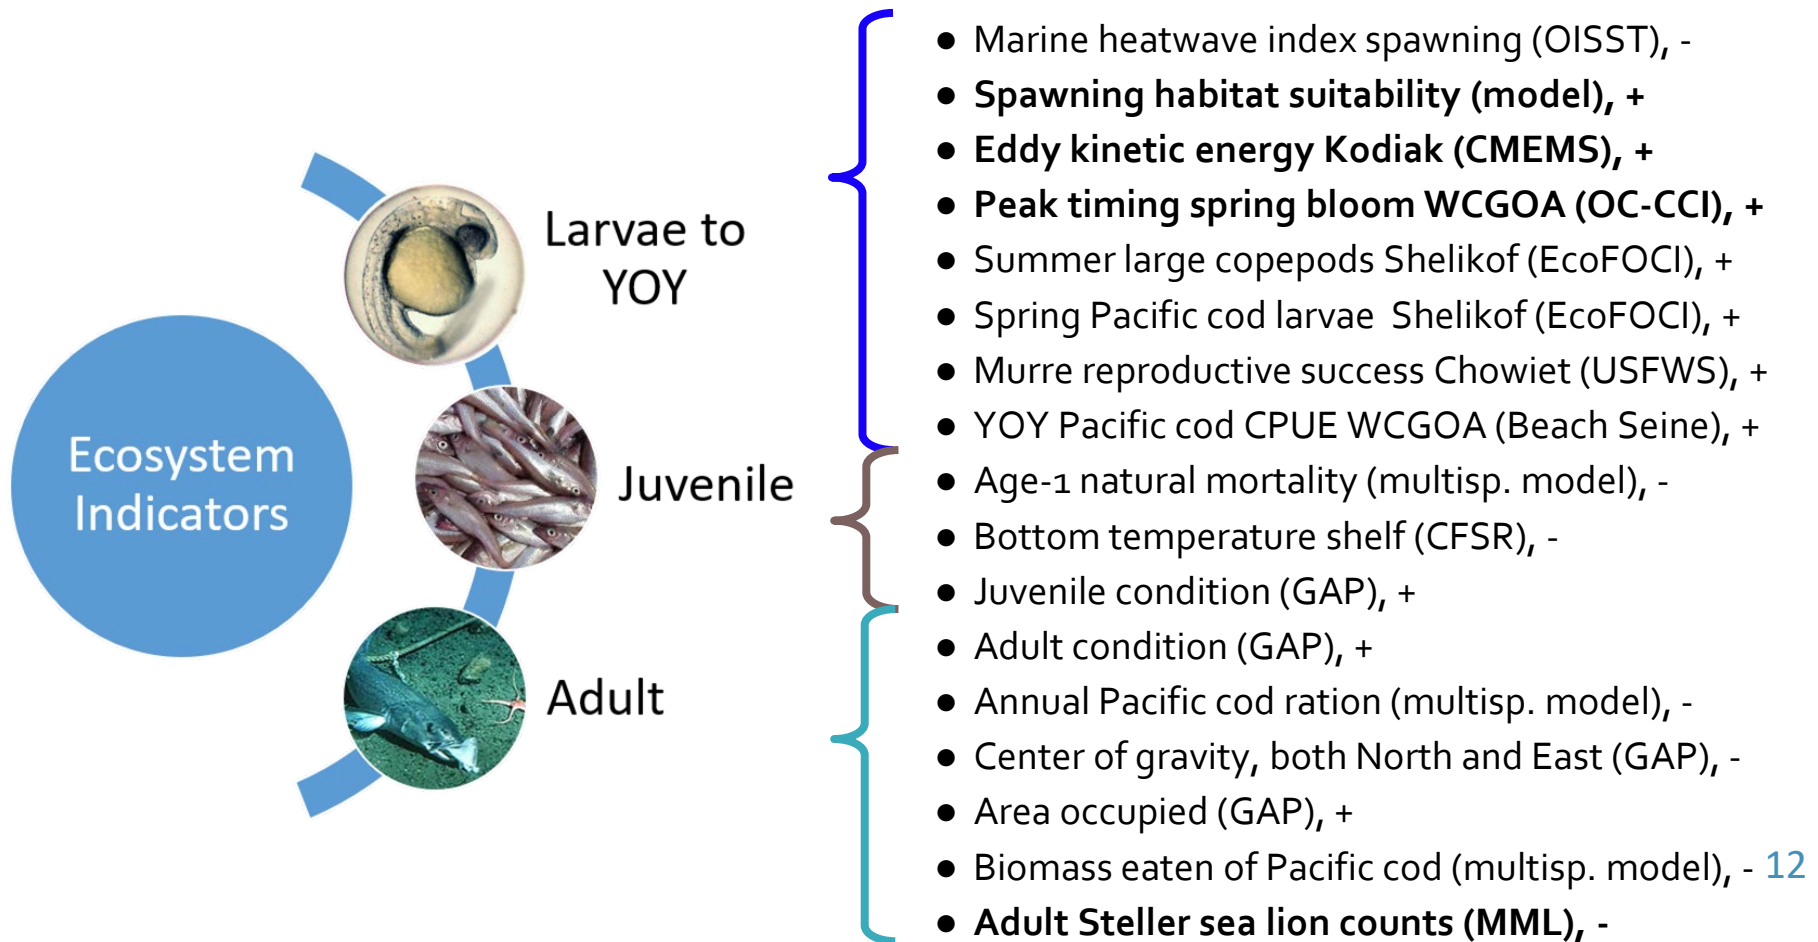 Ecosystem
Indicators
Larvae to
YOY
Juvenile
Adult
● Marine heatwave index spawning (OISST), -
● Spawning habitat suitability (model), +
● Eddy kinetic energy Kodiak (CMEMS), +
● Peak timing spring bloom WCGOA (OC-CCI), +
● Summer large copepods Shelikof (EcoFOCI), +
● Spring Pacific cod larvae  Shelikof (EcoFOCI), +
● Murre reproductive success Chowiet (USFWS), +
● YOY Pacific cod CPUE WCGOA (Beach Seine), +
● Age-1 natural mortality (multisp. model), -
● Bottom temperature shelf (CFSR), -
● Juvenile condition (GAP), +
● Adult condition (GAP), +
● Annual Pacific cod ration (multisp. model), -
● Center of gravity, both North and East (GAP), -
● Area occupied (GAP), +
● Biomass eaten of Pacific cod (multisp. model), - 12
● Adult Steller sea lion counts (MML), -